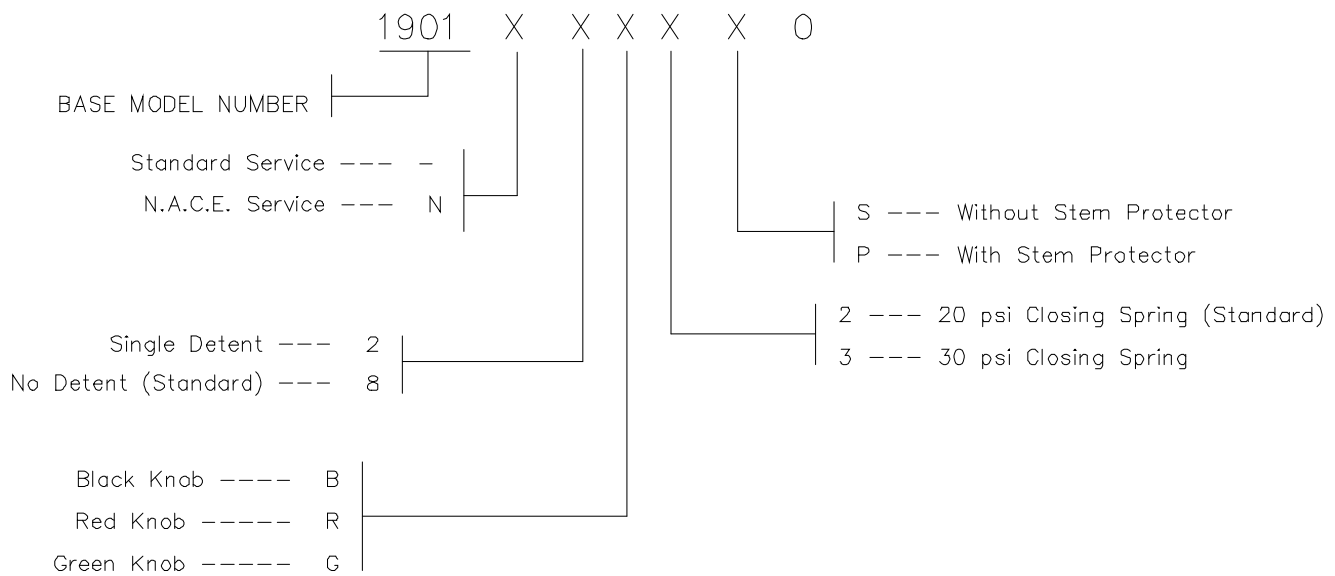 1901 X X X X X 0
BASE MODEL NUMBER
Standard Service --- -
N.A.C.E. Service --- N
S --- Without Stem Protector
P --- With Stem Protector
2 --- 20 psi Closing Spring (Standard)
3 --- 30 psi Closing Spring
Single Detent --- 2
No Detent (Standard) --- 8
Black Knob ---- B
Red Knob ----- R
Green Knob ----- G